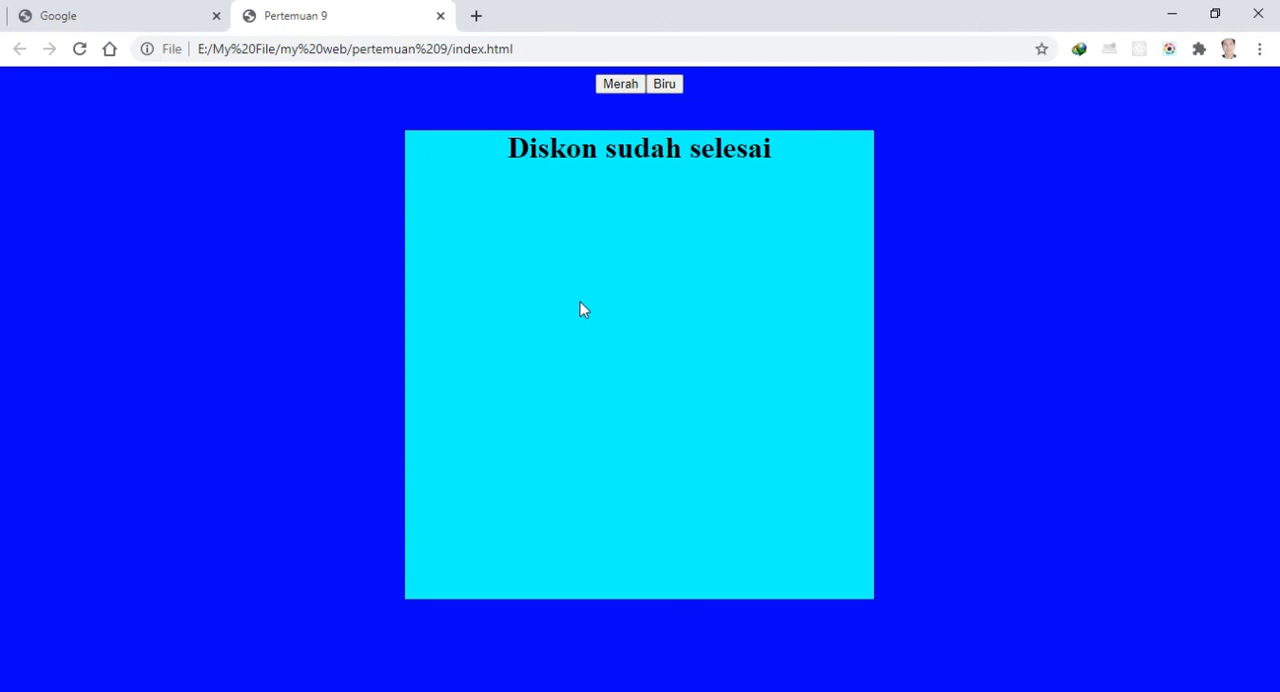 Google
Pertemuan 9
File
E:/My%20File/my%20web/pertemuan%209/index.html
Merah Biru
Diskon sudah selesai